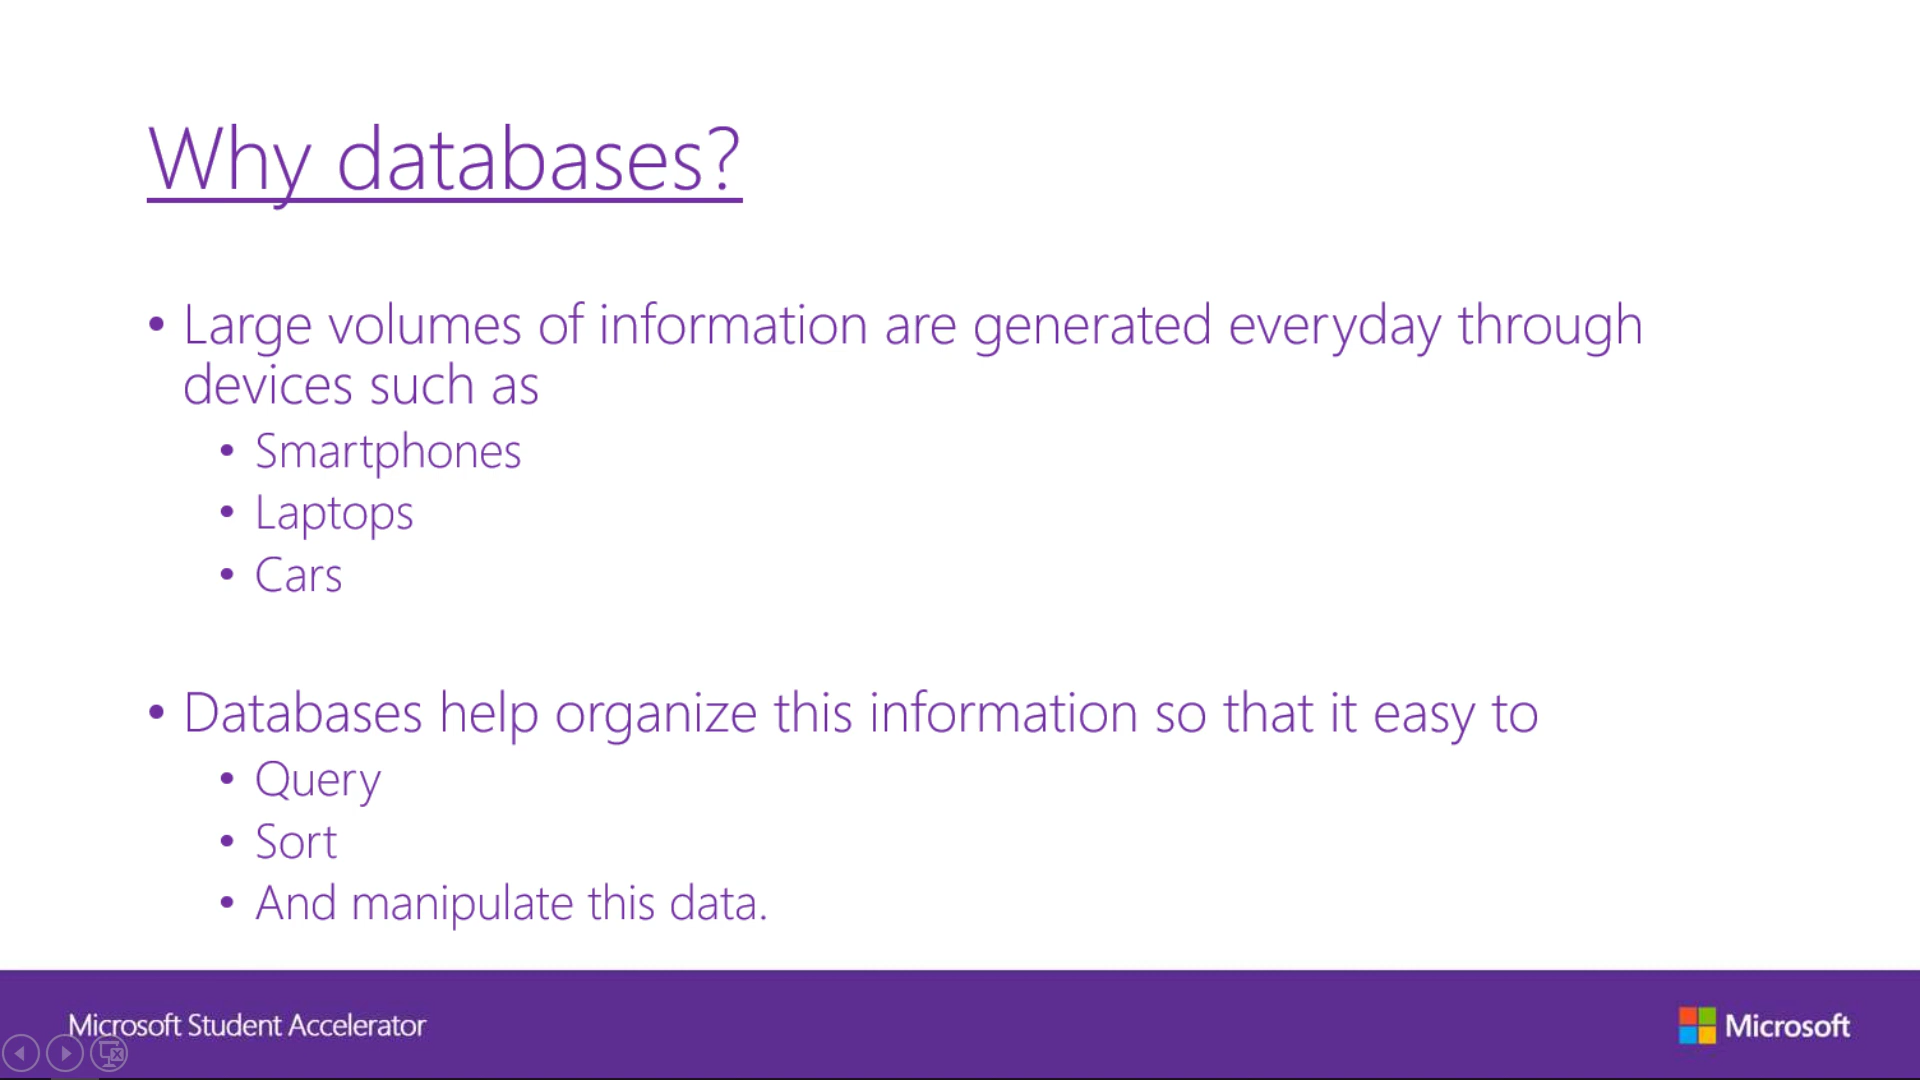 Why databases?
• Large volumes of information are generated everyday through
devices such as
• Smartphones
• Laptops
• Cars
• Databases help organize this information so that it easy to
• Query
• Sort
• And manipulate this data.
Microsoft Student Accelerator
Microsoft